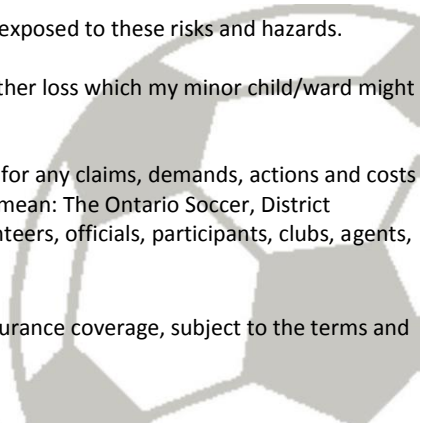 exposed to these risks and hazards.
ther loss which my minor child/ward might
for any claims, demands, actions and costs
mean: The Ontario Soccer, District
nteers, officials, participants, clubs, agents,
urance coverage, subject to the terms and